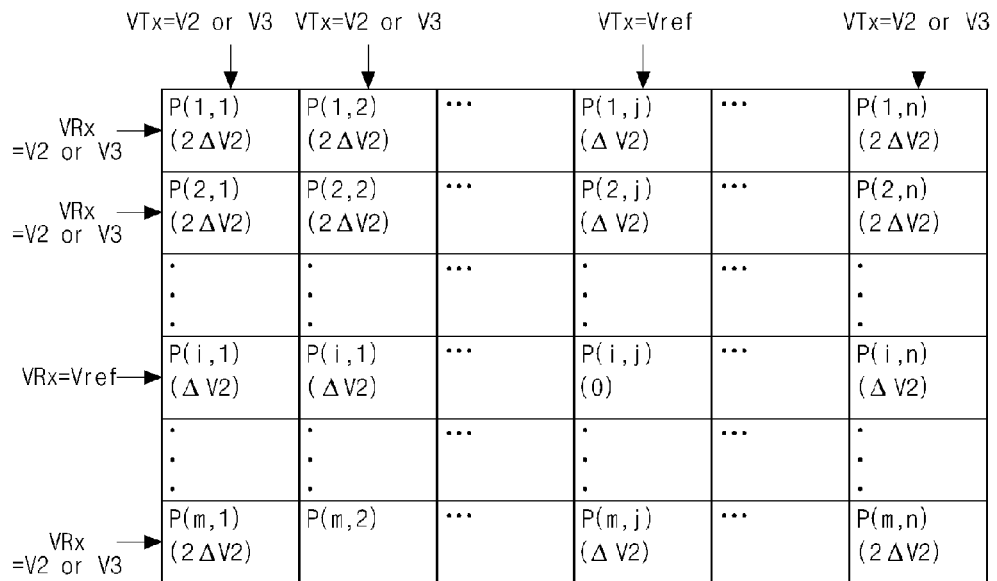 VTx=V2 or V3 VTx=V2 or V3 VTx=Vref VTx=V2 or V3
VRx
=V2 or V3
P(1,1) P(1,2) ... P(1,j) ... P(1,n)
(2ΔV2) (2ΔV2) (ΔV2) (2ΔV2)
VRx
=V2 or V3
P(2,1) P(2,2) ... P(2,j) ... P(2,n)
(2ΔV2) (2ΔV2) (ΔV2) (2ΔV2)
...
VRx=Vref
P(i,1) P(i,1) ... P(i,j) ... P(i,n)
(ΔV2) (ΔV2) (0) (ΔV2)
... ...
VRx
=V2 or V3
P(m,1) P(m,2) ... P(m,j) ... P(m,n)
(2ΔV2) (ΔV2) (2ΔV2)